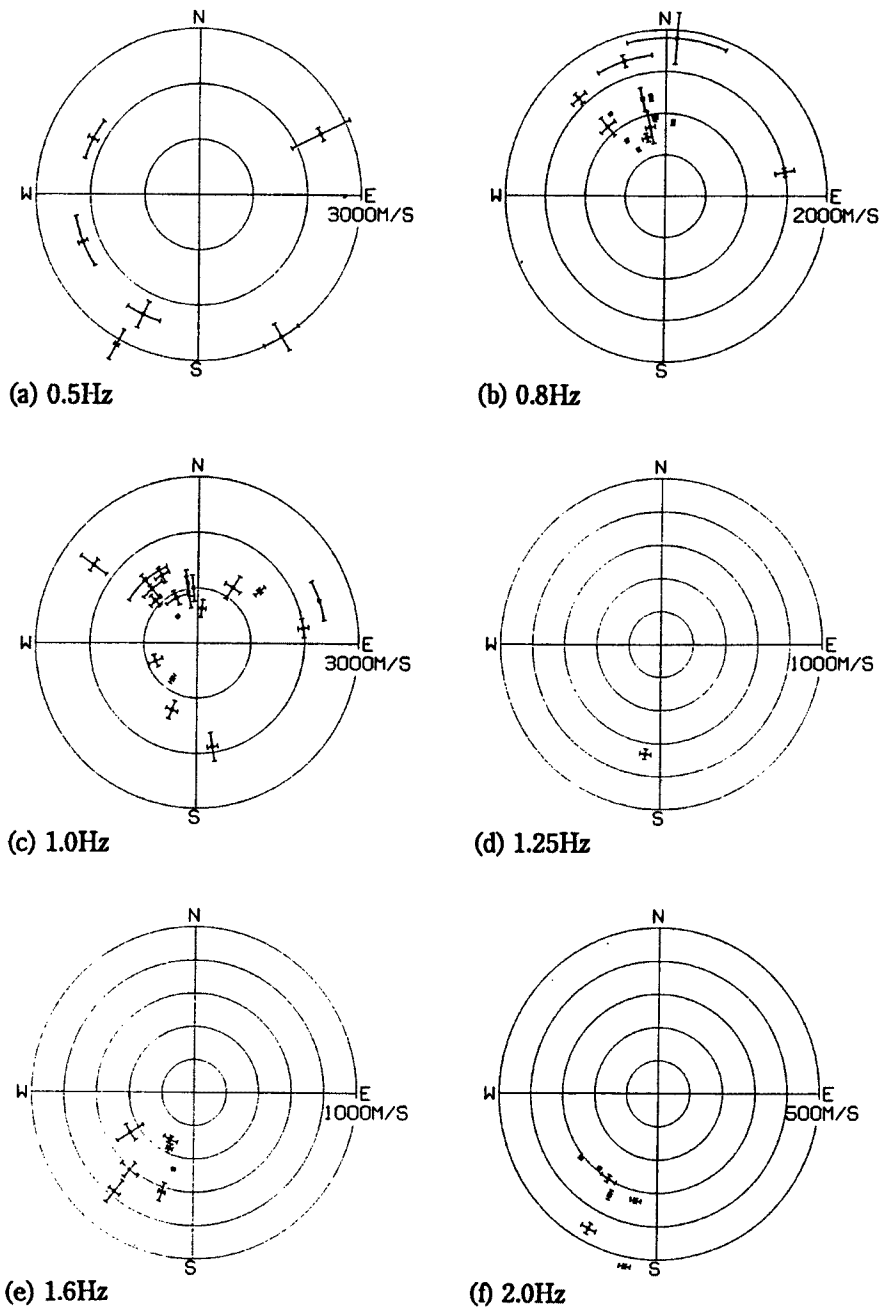 N
W
E
3000M/S
S
(a) 0.5Hz
N
W
E
2000M/S
S
(b) 0.8Hz
N
W
E
3000M/S
S
(c) 1.0Hz
N
W
E
1000M/S
S
(d) 1.25Hz
N
W
E
1000M/S
S
(e) 1.6Hz
N
W
E
500M/S
S
(f) 2.0Hz